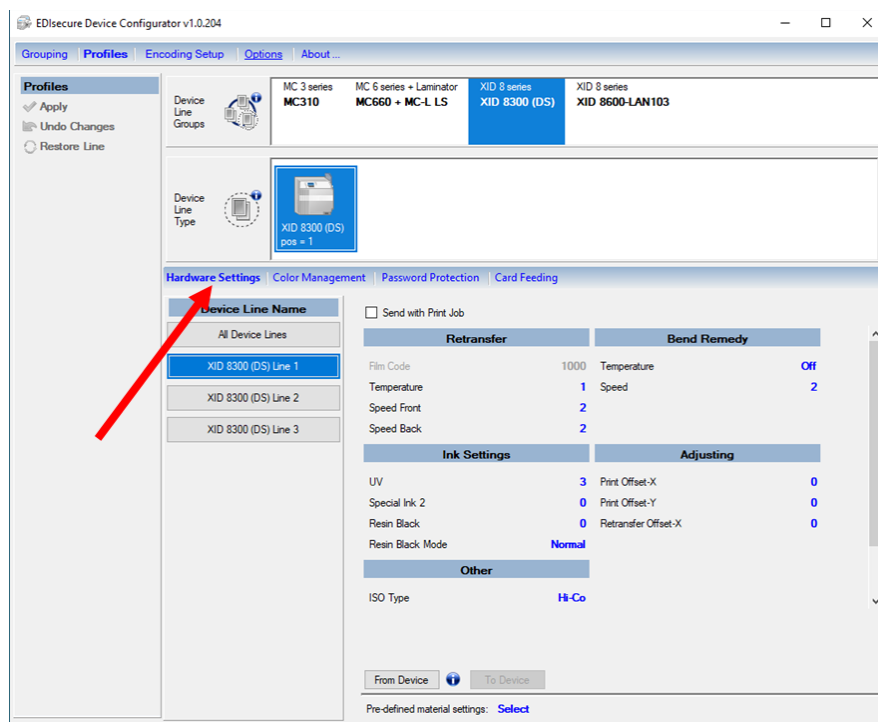 EDIsecure Device Configurator v1.0.204
Grouping Profiles Encoding Setup Options About ...
Profiles
Apply
Undo Changes
Restore Line
Device
Line
Groups
MC 3 series
MC310
MC 6 series + Laminator
MC660 + MC-L LS
XID 8 series
XID 8300 (DS)
XID 8 series
XID 8600-LAN103
Device
Line
Type
XID 8300 (DS)
pos = 1
Hardware Settings Color Management Password Protection Card Feeding
Device Line Name
All Device Lines
XID 8300 (DS) Line 1
XID 8300 (DS) Line 2
XID 8300 (DS) Line 3
Send with Print Job
Retransfer
Film Code 1000
Temperature 1
Speed Front 2
Speed Back 2
Bend Remedy
Temperature Off
Speed 2
Ink Settings
UV 3
Special Ink 2 0
Resin Black 0
Resin Black Mode Normal
Adjusting
Print Offset-X 0
Print Offset-Y 0
Retransfer Offset-X 0
Other
ISO Type Hi-Co
From Device To Device
Pre-defined material settings: Select